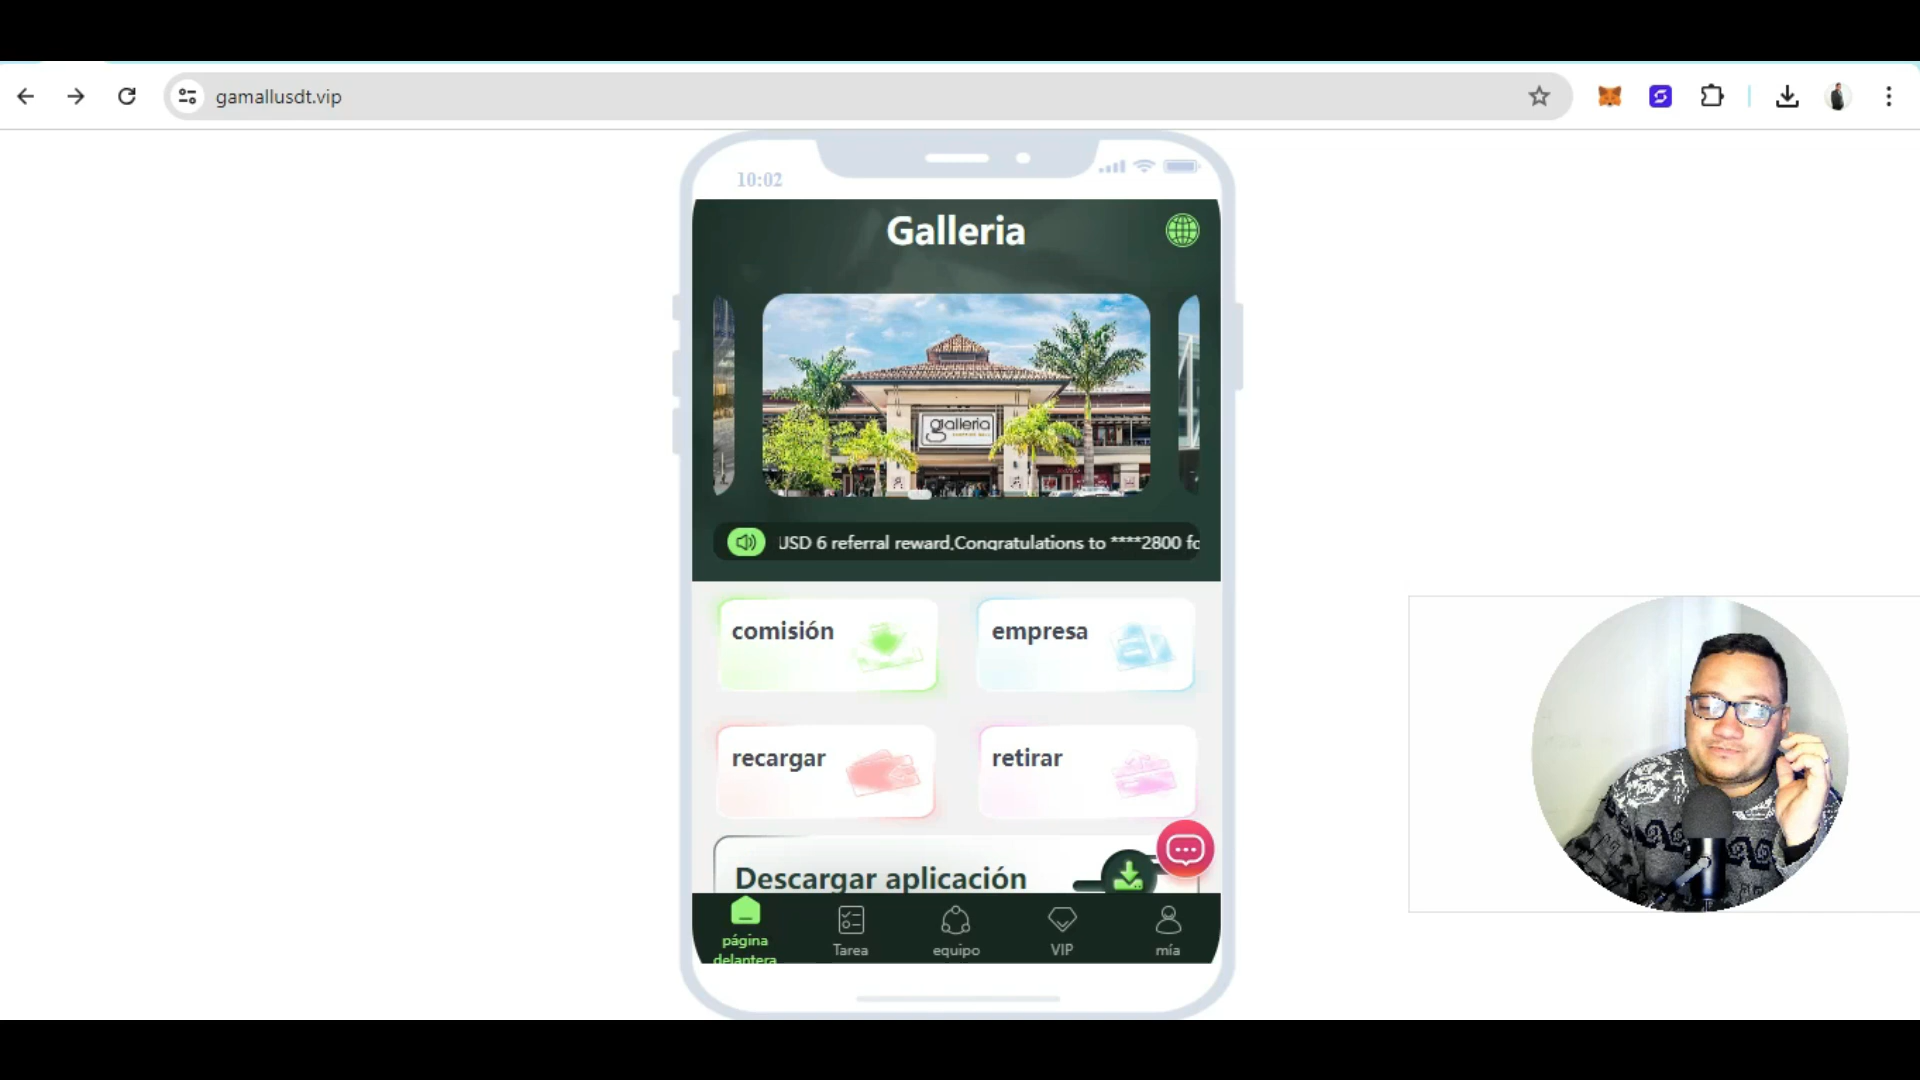 gamallusdt.vip
10:02
Galleria
galleria
USD 6 referral reward,Congratulations to ****2800 fo
comisión
empresa
recargar
retirar
Descargar aplicación
página
delantera
Tarea
equipo
VIP
mía